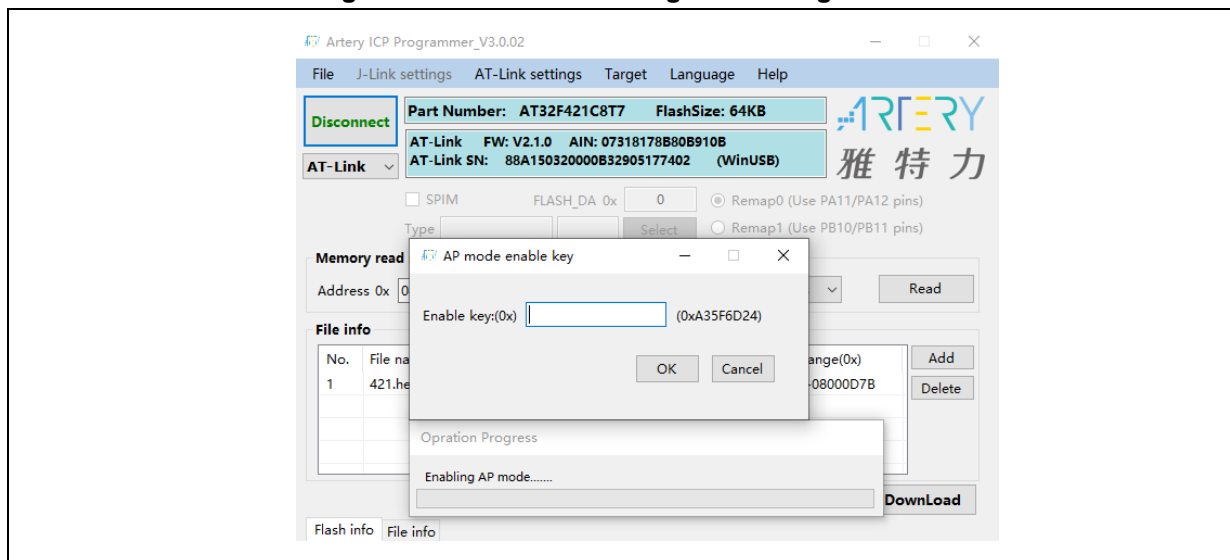 Artery ICP Programmer_V3.0.02
File J-Link settings AT-Link settings Target Language Help
Disconnect
Part Number: AT32F421C8T7 FlashSize: 64KB
AT-Link FW: V2.1.0 AIN: 07318178B80B910B
AT-Link SN: 88A150320000B32905177402 (WinUSB)
ARTERY
雅特力
AT-Link
SPIM FLASH_DA 0x 0 Remap0 (Use PA11/PA12 pins)
Type Select Remap1 (Use PB10/PB11 pins)
Memory read
AP mode enable key
Address 0x 0 Read
Enable key:(0x) (0xA35F6D24)
File info
No. File na ange(0x) Add
OK Cancel
1 421.he -08000D7B Delete
Opration Progress
Enabling AP mode.......
DownLoad
Flash info File info